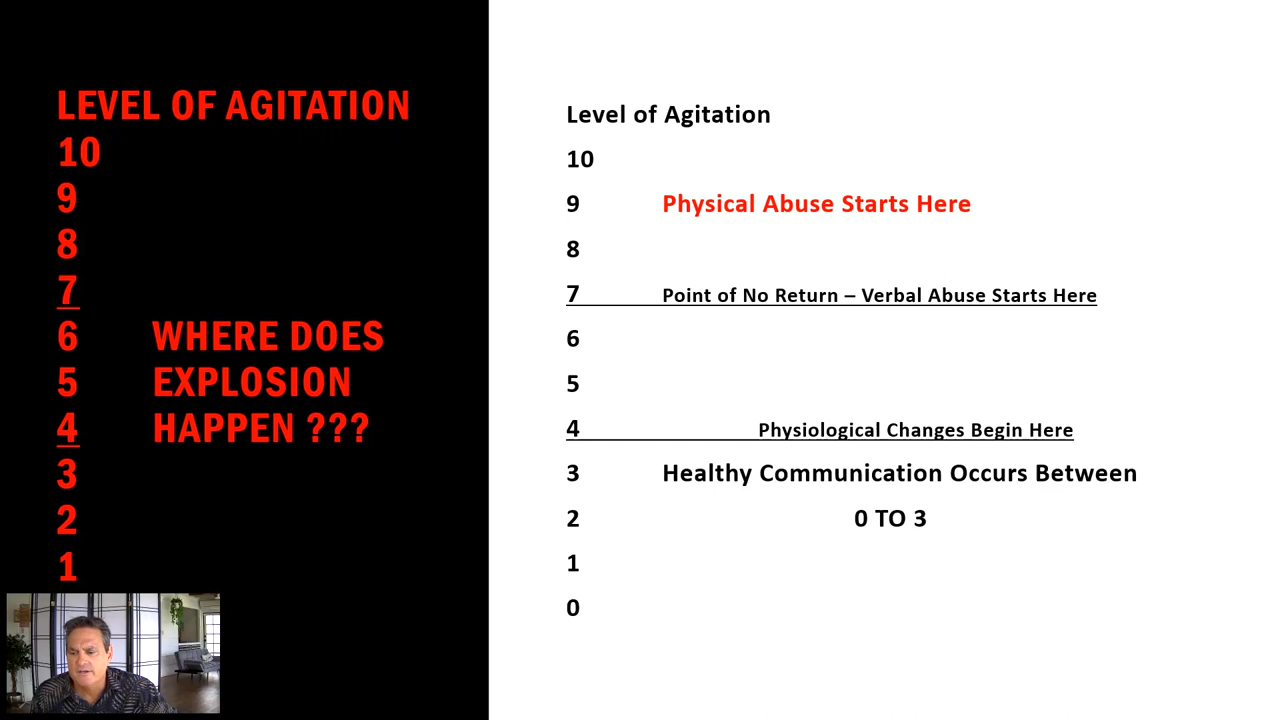 LEVEL OF AGITATION
10
9
8
7
6 WHERE DOES
5 EXPLOSION
4 HAPPEN ???
3
2
1
Level of Agitation
10
9 Physical Abuse Starts Here
8
7 Point of No Return – Verbal Abuse Starts Here
6
5
4 Physiological Changes Begin Here
3 Healthy Communication Occurs Between
2 0 TO 3
1
0